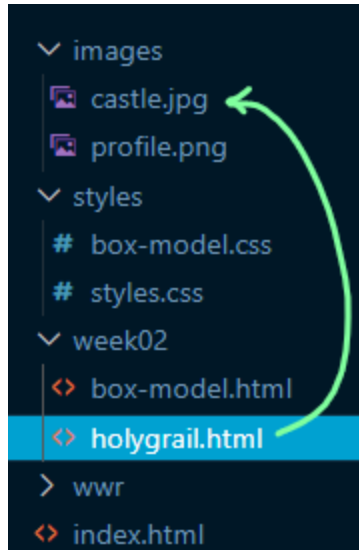 images
castle.jpg
profile.png
styles
# box-model.css
# styles.css
week02
<> box-model.html
<> holygrail.html
wwr
<> index.html